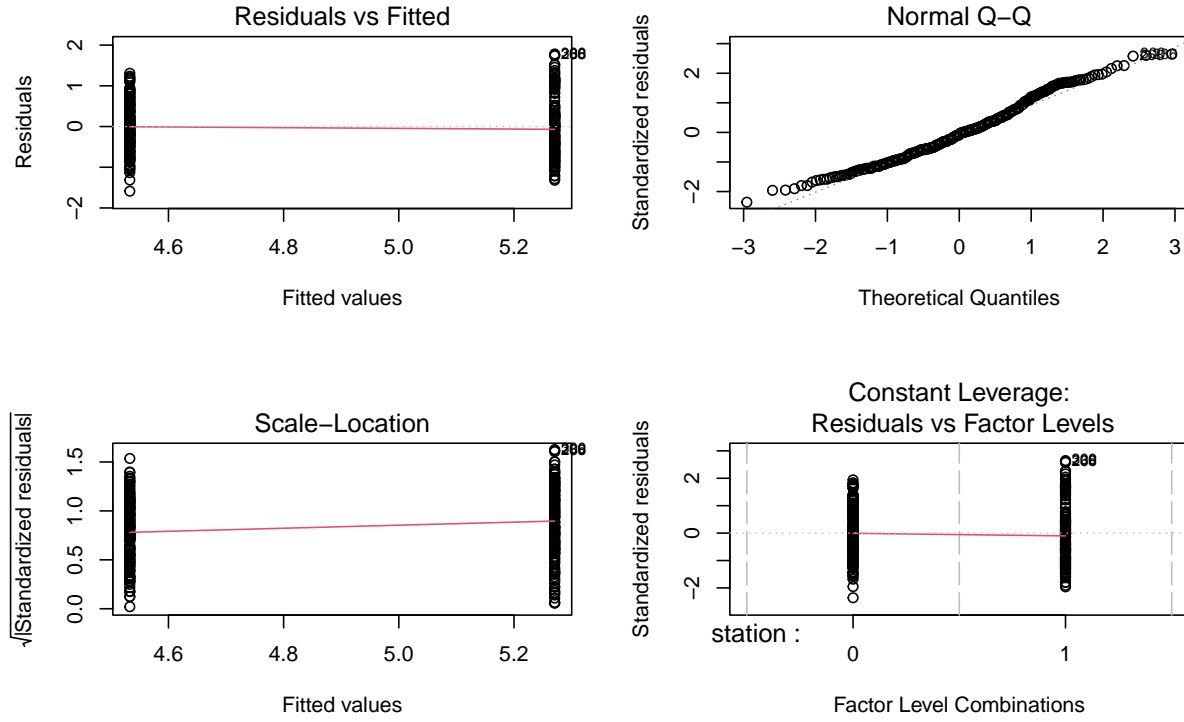 Residuals vs Fitted
Residuals
2
1
0
−2
4.6 4.8 5.0 5.2
Fitted values
Normal Q−Q
Standardized residuals
2
0
−2
−3 −2 −1 0 1 2 3
Theoretical Quantiles
Scale−Location
√|Standardized residuals|
1.5
1.0
0.5
0.0
4.6 4.8 5.0 5.2
Fitted values
Constant Leverage:
Residuals vs Factor Levels
Standardized residuals
2
0
−2
station :
0 1
Factor Level Combinations